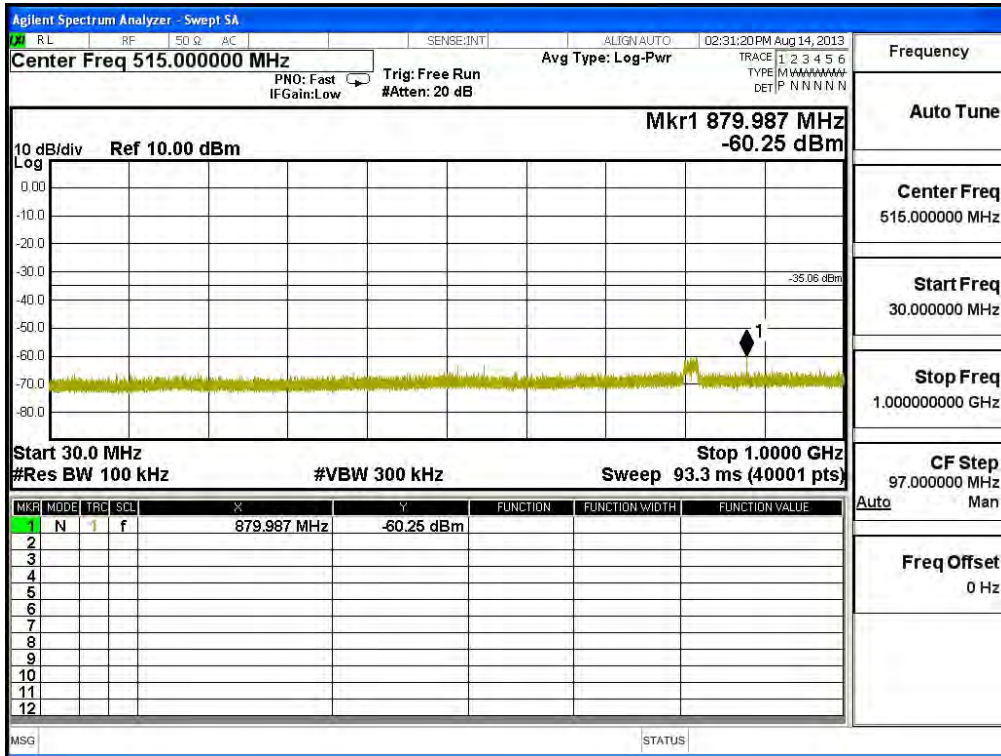 Agilent Spectrum Analyzer - Swept SA
RL RF 50 Ω AC SENSE:INT ALIGN AUTO 02:31:20 PM Aug 14, 2013
Center Freq 515.000000 MHz
PNO: Fast
IFGain:Low
Trig: Free Run
#Atten: 20 dB
Avg Type: Log-Pwr
TRACE 1 2 3 4 5 6
TYPE M
DET P N N N N N
Mkr1 879.987 MHz
-60.25 dBm
10 dB/div Ref 10.00 dBm
Log
0.00
-10.0
-20.0
-30.0
-35.06 dBm
-40.0
-50.0
1
-60.0
-70.0
-80.0
Start 30.0 MHz Stop 1.0000 GHz
#Res BW 100 kHz #VBW 300 kHz Sweep 93.3 ms (40001 pts)
MKR MODE TRC SCL X Y FUNCTION FUNCTION WIDTH FUNCTION VALUE
1 N 1 f 879.987 MHz -60.25 dBm
2
3
4
5
6
7
8
9
10
11
12
MSG STATUS
Frequency
Auto Tune
Center Freq
515.000000 MHz
Start Freq
30.000000 MHz
Stop Freq
1.000000000 GHz
CF Step
97.000000 MHz
Auto Man
Freq Offset
0 Hz